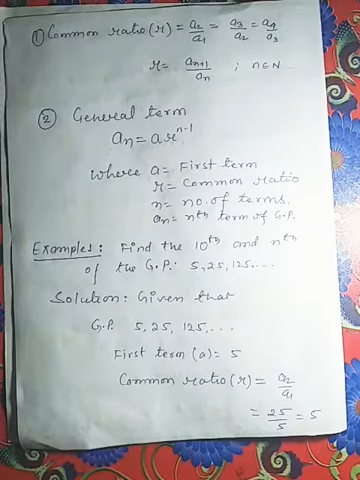 ① Common ratio (r) = a₂/a₁ = a₃/a₂ = a₄/a₃
r = aₙ₊₁/aₙ ; n∈N
② General term
aₙ = a rⁿ⁻¹
where a = First term
r = Common ratio
n = no. of terms.
aₙ = nth term of G.P.
Examples: Find the 10th and nth
of the G.P. 5, 25, 125,...
Solution: Given that
G.P. 5, 25, 125,...
First term (a) = 5
Common ratio (r) = a₂/a₁
= 25/5 = 5